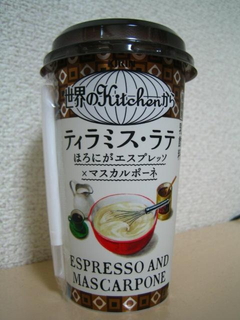 世界のKitchenから
ティラミス・ラテ
ほろにがエスプレッソ
×マスカルポーネ
ESPRESSO AND
MASCARPONE